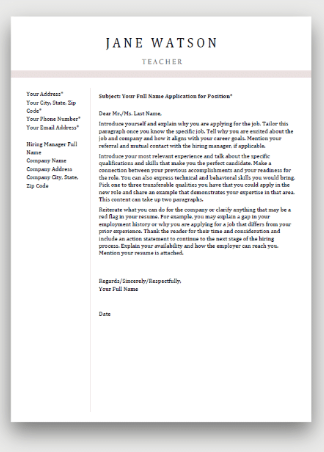 JANE WATSON
TEACHER
Your Address*
Your City, State, Zip
Code*
Your Phone Number*
Your Email Address*
Hiring Manager Full
Name
Company Name
Company Address
Company City, State,
Zip Code
Subject: Your Full Name Application for Position*
Dear Mr./Ms. Last Name,
Introduce yourself and explain why you are applying for the job. Tailor this
paragraph once you know the specific job. Tell why you are excited about the
job and company and how it aligns with your career goals. Mention your
referral and mutual contact with the hiring manager, if applicable.
Introduce your most relevant experience and talk about the specific
qualifications and skills that make you the perfect candidate. Make a
connection between your previous accomplishments and your readiness for
the role. You can also express technical and behavioral skills you would bring.
Pick one to three transferable qualities you have that you could apply in the
new role and share an example that demonstrates your expertise in that area.
This content can take up two paragraphs.
Reiterate what you can do for the company or clarify anything that may be a
red flag in your resume. For example, you may explain a gap in your
employment history or why you are applying for a job that differs from your
prior experience. Thank the reader for their time and consideration and
include an action statement to continue to the next stage of the hiring
process. Explain your availability and how the employer can reach you.
Mention your resume is attached.
Regards/Sincerely/Respectfully,
Your Full Name
Date